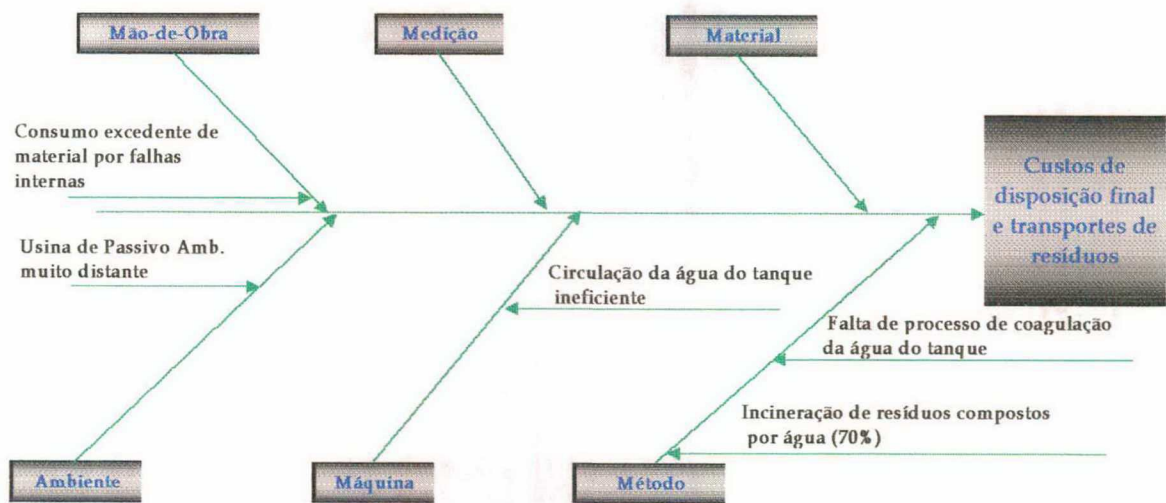 Mão-de-Obra
Medição
Material
Consumo excedente de
material por falhas
internas
Custos de
disposição final
e transportes de
resíduos
Usina de Passivo Amb.
muito distante
Circulação da água do tanque
ineficiente
Falta de processo de coagulação
da água do tanque
Incineração de resíduos compostos
por água (70%)
Ambiente
Máquina
Método